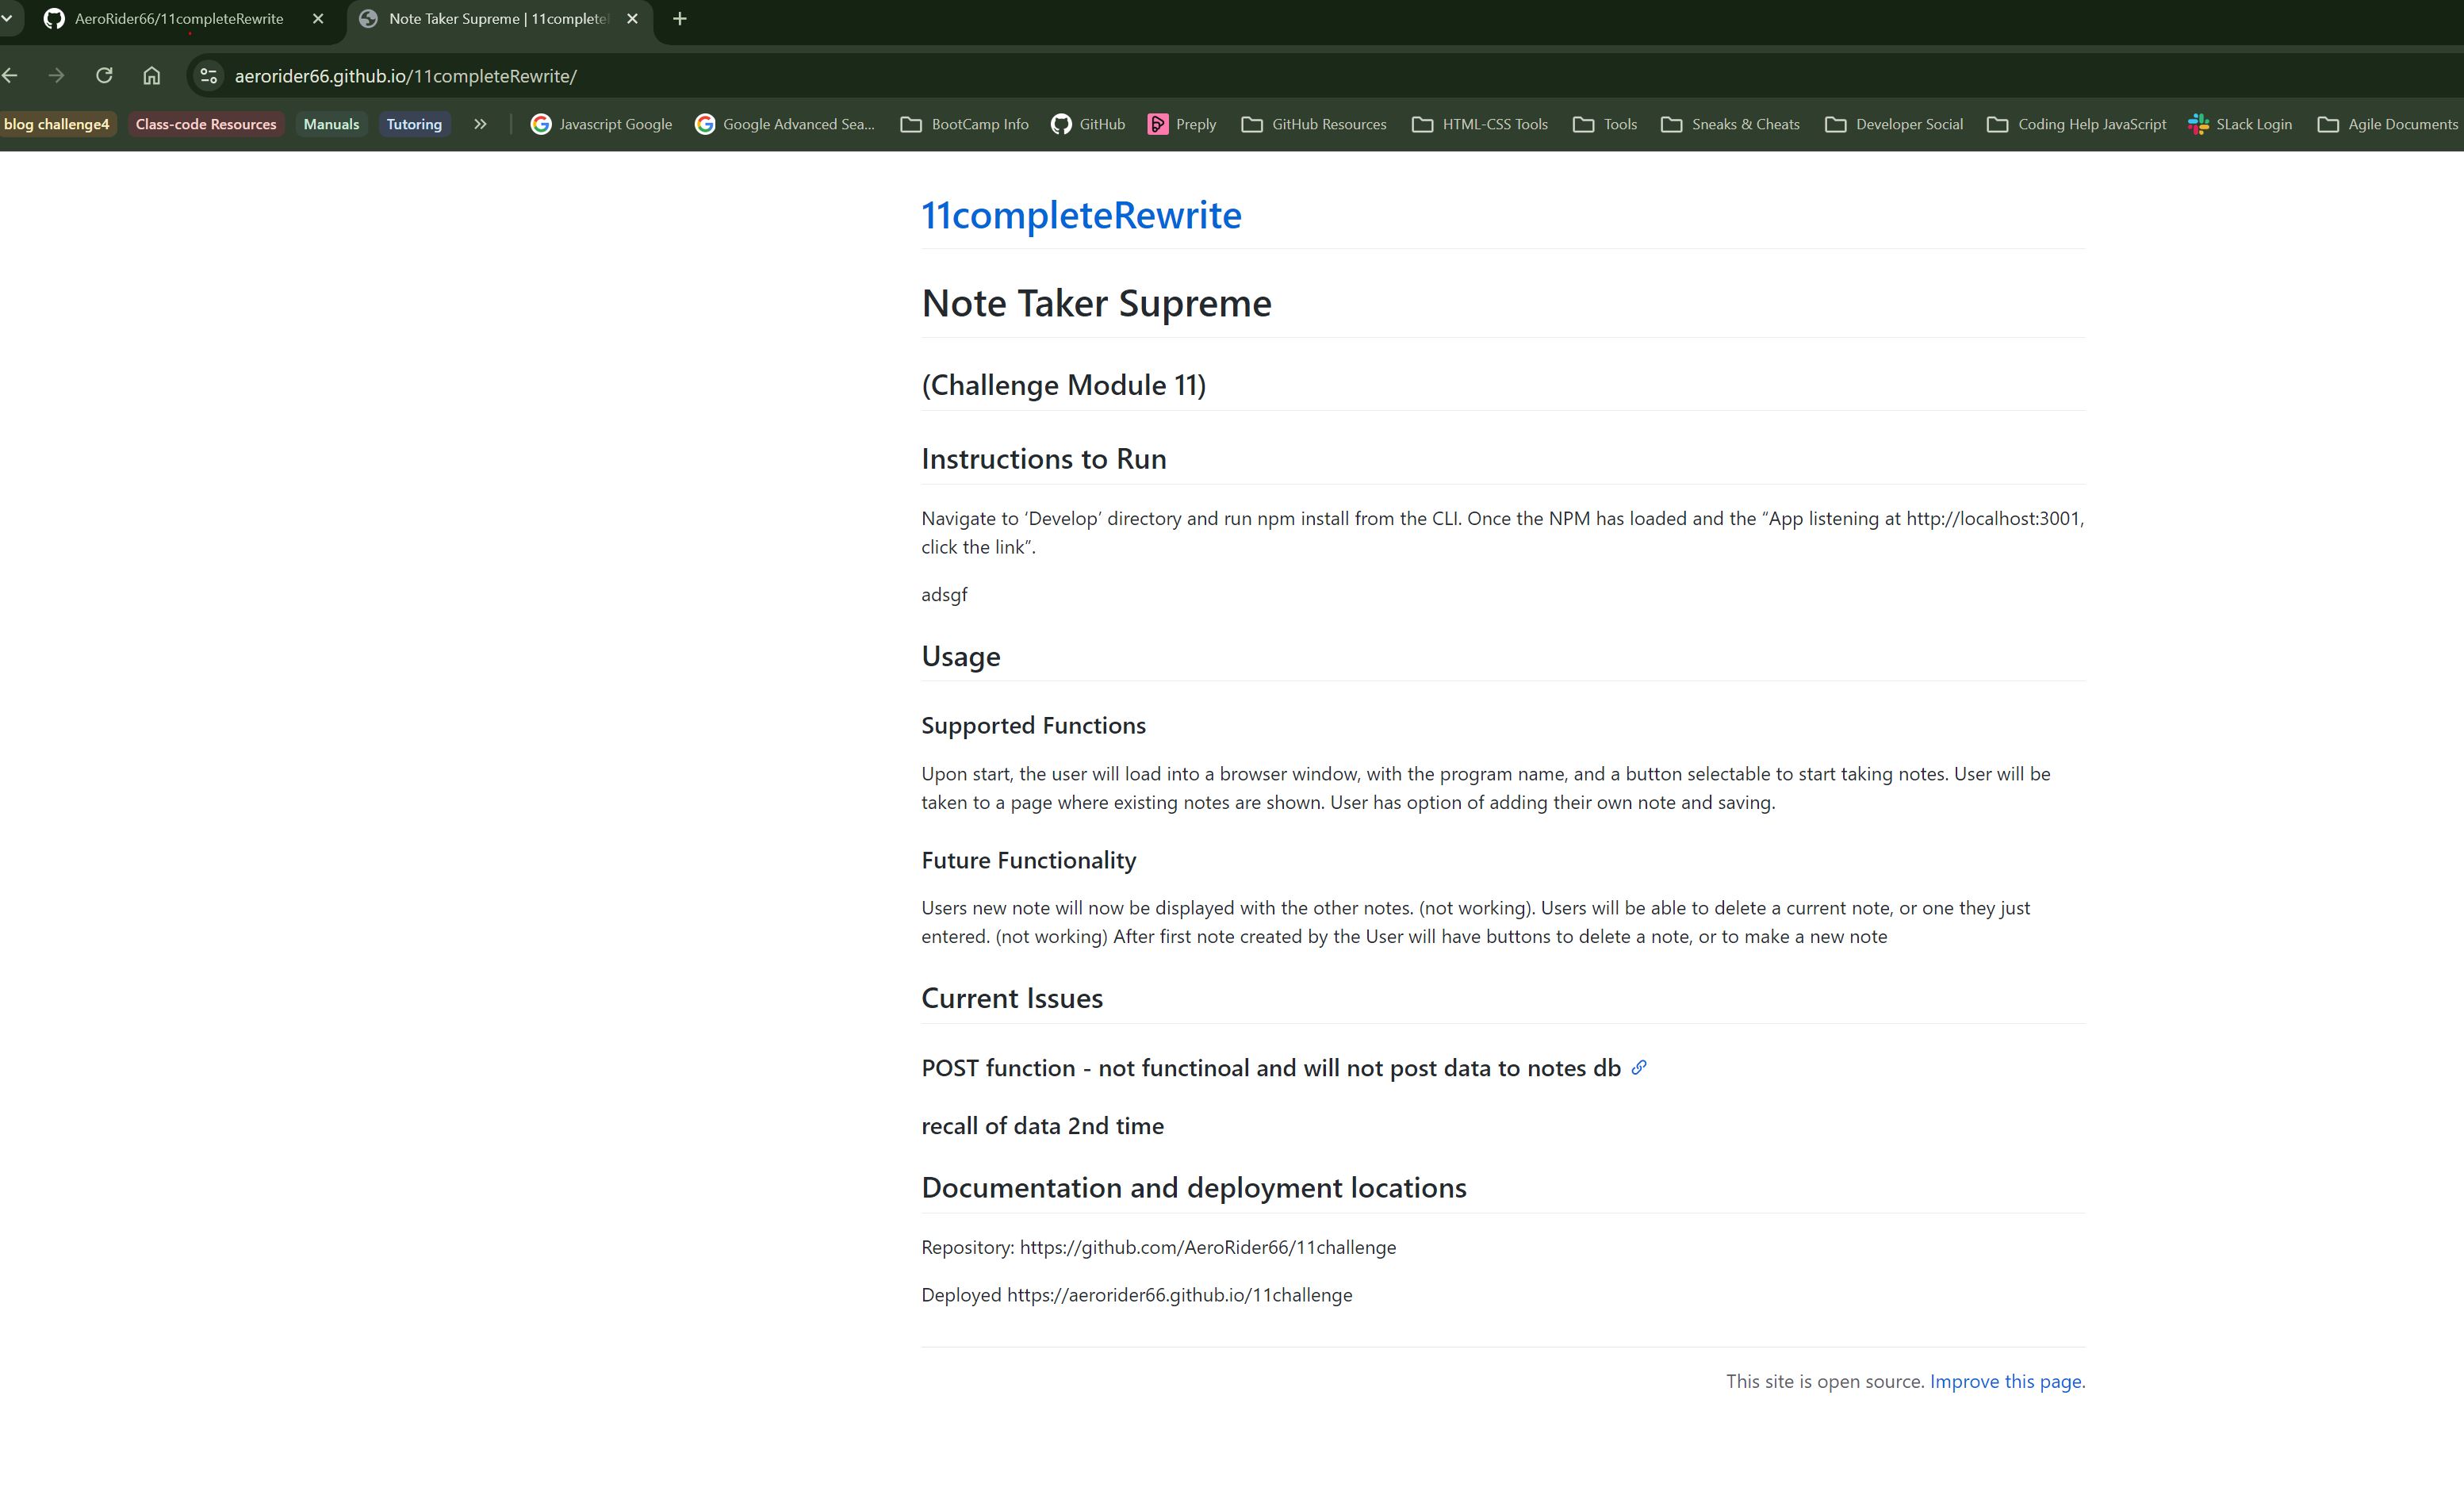 AeroRider66/11completeRewrite
Note Taker Supreme | 11complete
aerorider66.github.io/11completeRewrite/
blog challenge4 Class-code Resources Manuals Tutoring Javascript Google Google Advanced Sea... BootCamp Info GitHub Preply GitHub Resources HTML-CSS Tools Tools Sneaks & Cheats Developer Social Coding Help JavaScript SLack Login Agile Documents
11completeRewrite
Note Taker Supreme
(Challenge Module 11)
Instructions to Run
Navigate to ‘Develop’ directory and run npm install from the CLI. Once the NPM has loaded and the “App listening at http://localhost:3001,
click the link”.
adsgf
Usage
Supported Functions
Upon start, the user will load into a browser window, with the program name, and a button selectable to start taking notes. User will be
taken to a page where existing notes are shown. User has option of adding their own note and saving.
Future Functionality
Users new note will now be displayed with the other notes. (not working). Users will be able to delete a current note, or one they just
entered. (not working) After first note created by the User will have buttons to delete a note, or to make a new note
Current Issues
POST function - not functinoal and will not post data to notes db
recall of data 2nd time
Documentation and deployment locations
Repository: https://github.com/AeroRider66/11challenge
Deployed https://aerorider66.github.io/11challenge
This site is open source. Improve this page.